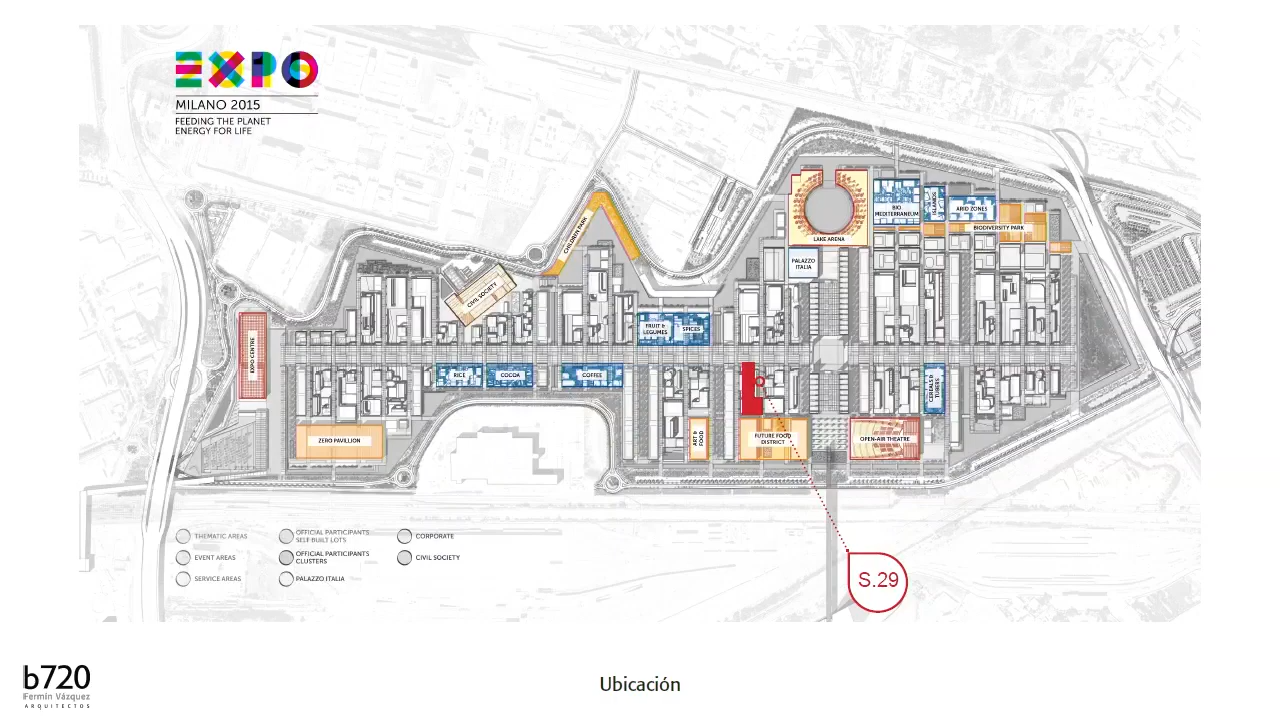 EXPO
MILANO 2015
FEEDING THE PLANET
ENERGY FOR LIFE
LAKE ARENA
BIO
MEDITERRANEUM
ISLANDS
ARID ZONES
BIODIVERSITY PARK
CHILDREN PARK
PALAZZO
ITALIA
CIVIL SOCIETY
EXPO CENTRE
FRUIT &
LEGUMES
SPICES
RICE
COCOA
COFFEE
CEREALS &
TUBERS
ZERO PAVILLION
ART &
FOOD
FUTURE FOOD
DISTRICT
OPEN-AIR THEATRE
THEMATIC AREAS
EVENT AREAS
SERVICE AREAS
OFFICIAL PARTICIPANTS
SELF BUILT LOTS
OFFICIAL PARTICIPANTS
CLUSTERS
PALAZZO ITALIA
CORPORATE
CIVIL SOCIETY
S.29
b720
Fermín Vázquez
ARQUITECTOS
Ubicación